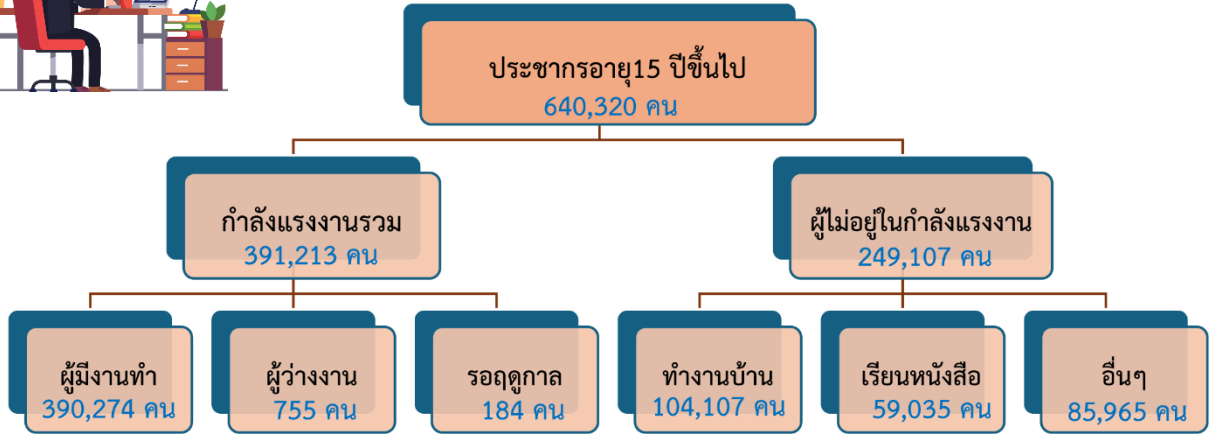 ประชากรอายุ15 ปีขึ้นไป
640,320 คน
กำลังแรงงานรวม
391,213 คน
ผู้ไม่อยู่ในกำลังแรงงาน
249,107 คน
ผู้มีงานทำ
390,274 คน
ผู้ว่างงาน
755 คน
รอฤดูกาล
184 คน
ทำงานบ้าน
104,107 คน
เรียนหนังสือ
59,035 คน
อื่นๆ
85,965 คน